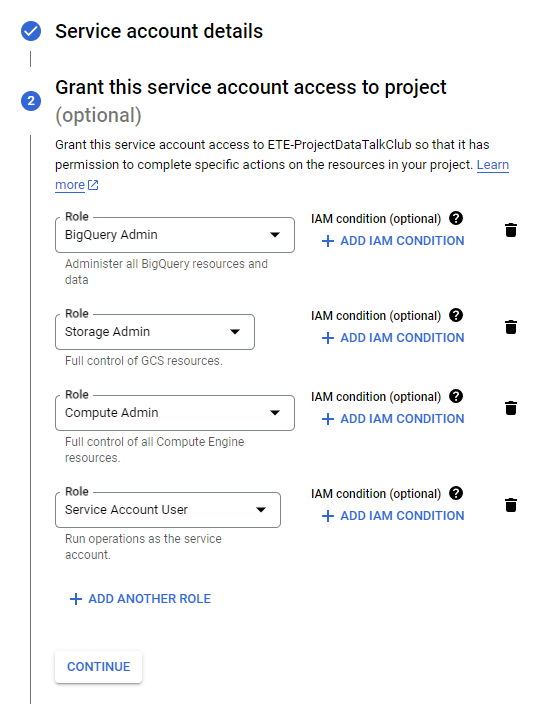 Service account details
2
Grant this service account access to project
(optional)
Grant this service account access to ETE-ProjectDataTalkClub so that it has
permission to complete specific actions on the resources in your project. Learn
more
Role
BigQuery Admin
Administer all BigQuery resources and
data
IAM condition (optional) ?
+ ADD IAM CONDITION
Role
Storage Admin
Full control of GCS resources.
IAM condition (optional) ?
+ ADD IAM CONDITION
Role
Compute Admin
Full control of all Compute Engine
resources.
IAM condition (optional) ?
+ ADD IAM CONDITION
Role
Service Account User
Run operations as the service
account.
IAM condition (optional) ?
+ ADD IAM CONDITION
+ ADD ANOTHER ROLE
CONTINUE